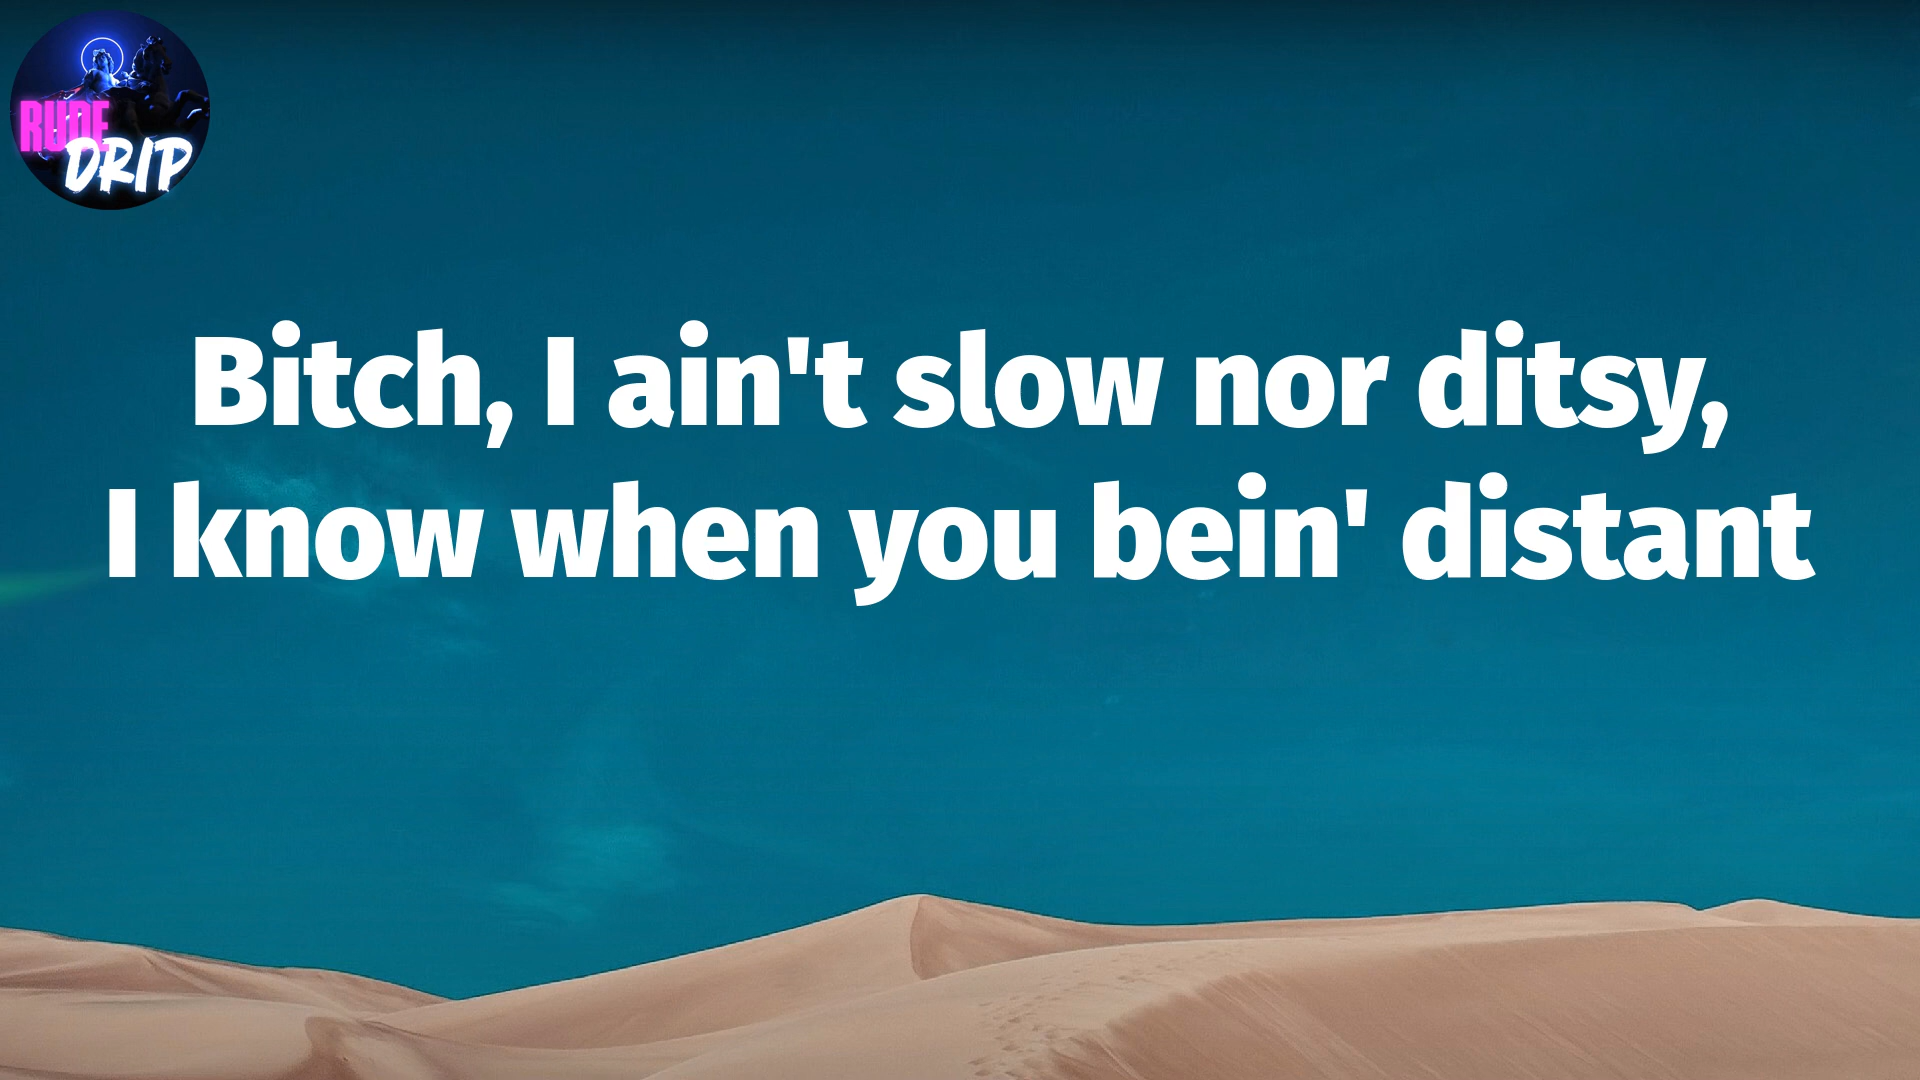 RUDE
DRIP
Bitch, I ain't slow nor ditsy,
I know when you bein' distant